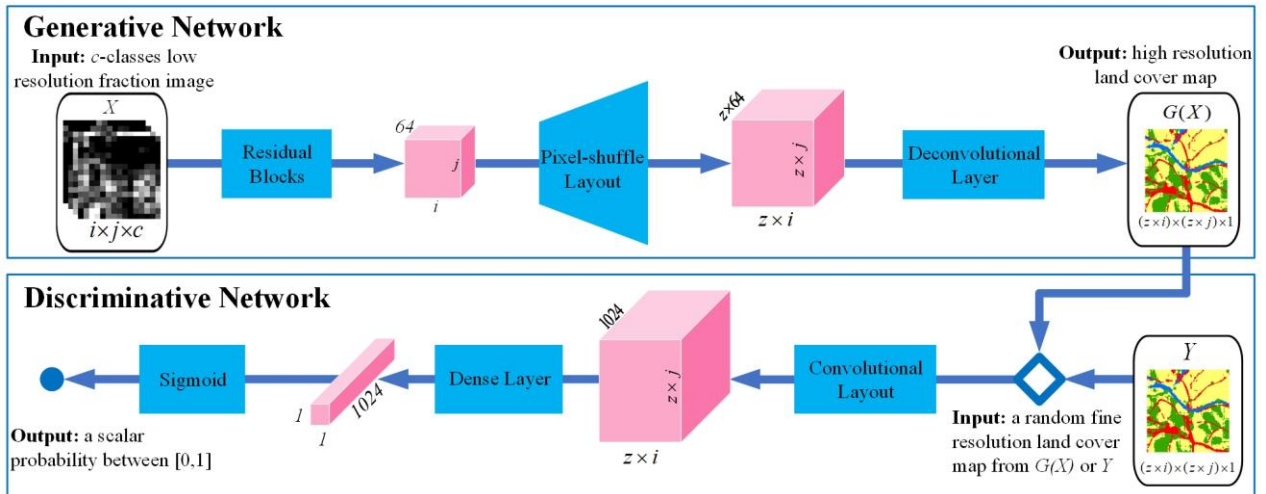 Generative Network
Input: c-classes low
resolution fraction image
X
i×j×c
Residual
Blocks
64
j
i
Pixel-shuffle
Layout
z×64
z × j
z × i
Deconvolutional
Layer
Output: high resolution
land cover map
G(X)
(z×i)×(z×j)×1
Discriminative Network
Output: a scalar
probability between [0,1]
Sigmoid
1
1
1024
Dense Layer
1024
z × j
z × i
Convolutional
Layout
Input: a random fine
resolution land cover
map from G(X) or Y
Y
(z×i)×(z×j)×1